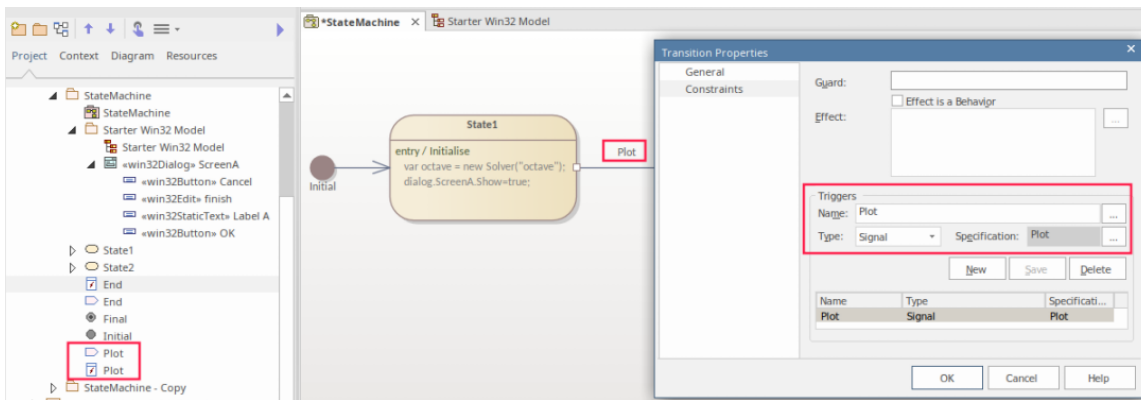 Project Context Diagram Resources
StateMachine
StateMachine
Starter Win32 Model
Starter Win32 Model
«win32Dialog» ScreenA
«win32Button» Cancel
«win32Edit» finish
«win32StaticText» Label A
«win32Button» OK
State1
State2
End
End
Final
Initial
Plot
Plot
StateMachine - Copy
*StateMachine × Starter Win32 Model
State1
entry / Initialise
var octave = new Solver("octave");
dialog.ScreenA.Show=true;
Initial
Plot
Transition Properties
General
Constraints
Guard:
Effect is a Behavior
Effect:
...
Triggers
Name: Plot ...
Type: Signal Specification: Plot ...
New Save Delete
Name Type Specificati...
Plot Signal Plot
OK Cancel Help